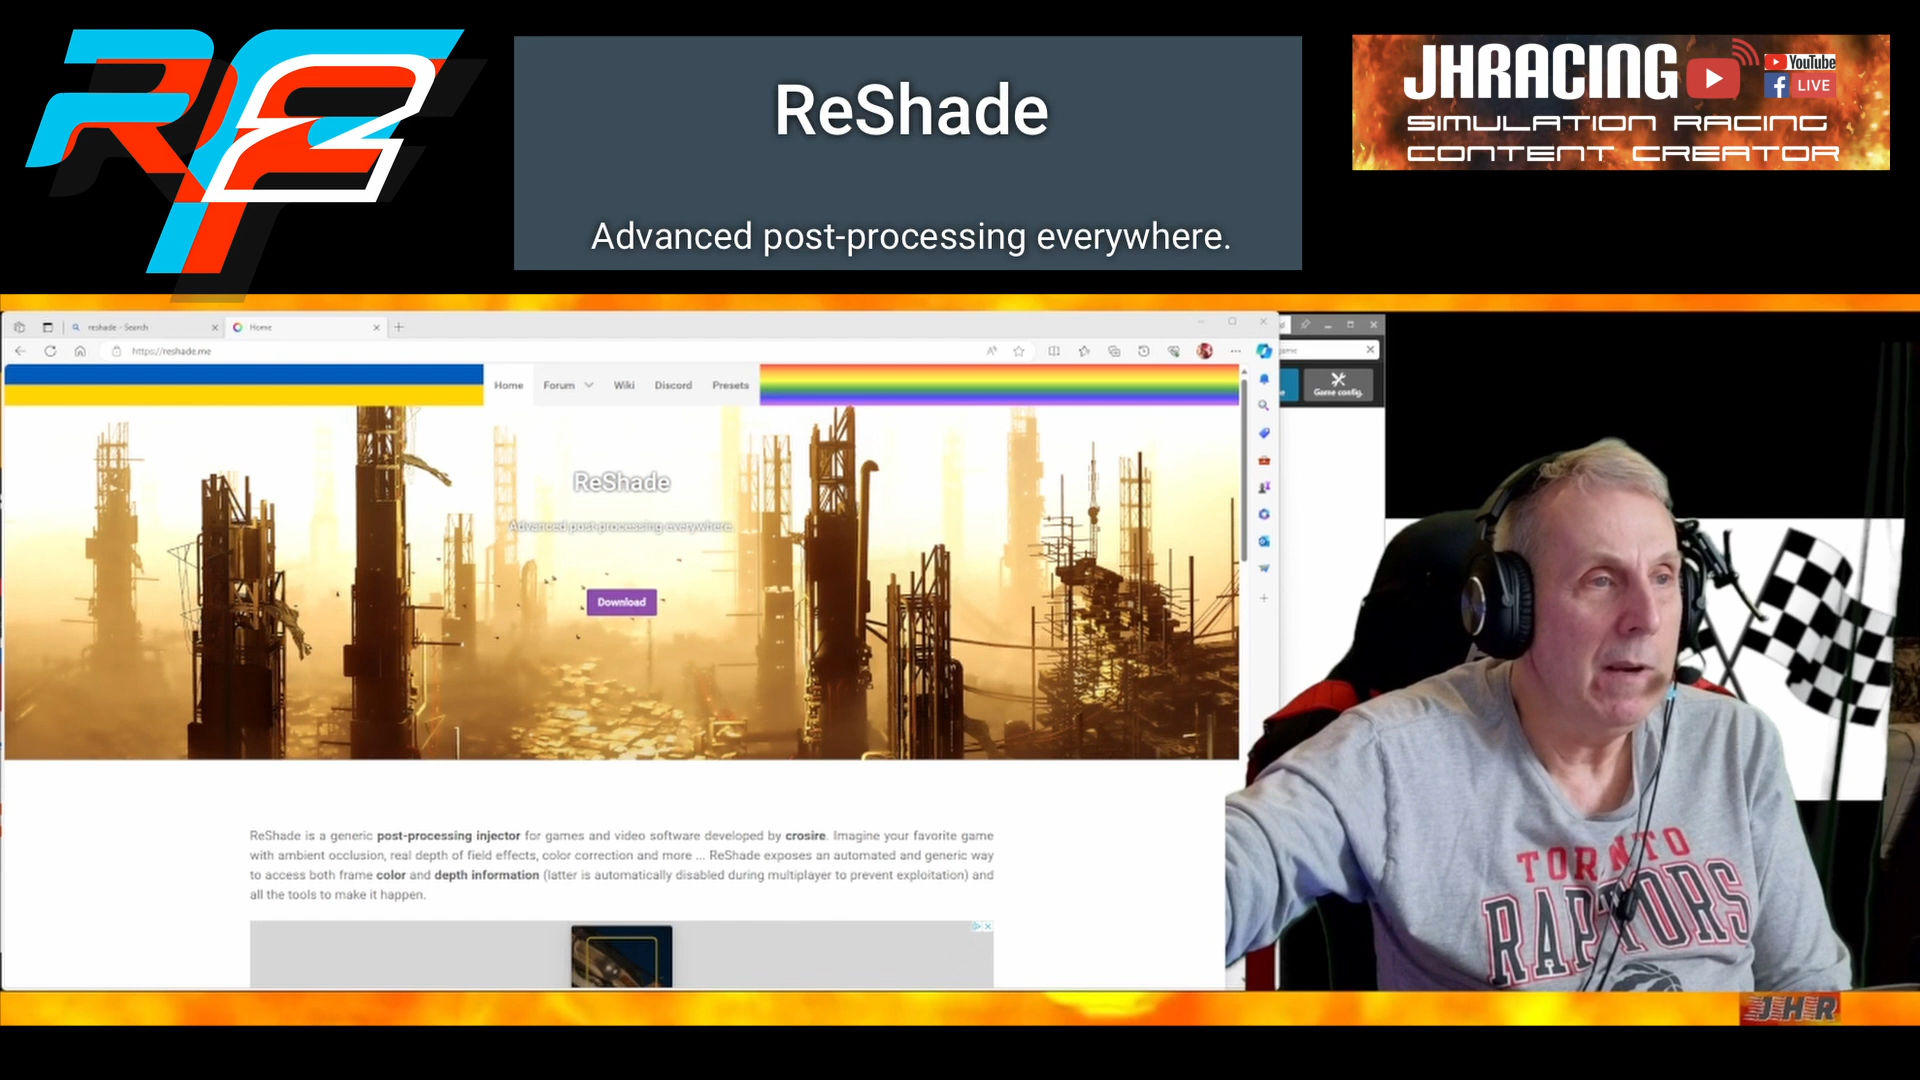 rF2
ReShade
Advanced post-processing everywhere.
JHRACING
YouTube
LIVE
SIMULATION RACING
CONTENT CREATOR
reshade - Search
Home
https://reshade.me
Home Forum Wiki Discord Presets
Game config.
ReShade
Advanced post-processing everywhere.
Download
ReShade is a generic post-processing injector for games and video software developed by crosire. Imagine your favorite game
with ambient occlusion, real depth of field effects, color correction and more ... ReShade exposes an automated and generic way
to access both frame color and depth information (latter is automatically disabled during multiplayer to prevent exploitation) and
all the tools to make it happen.
TORONTO
RAPTORS
JHR